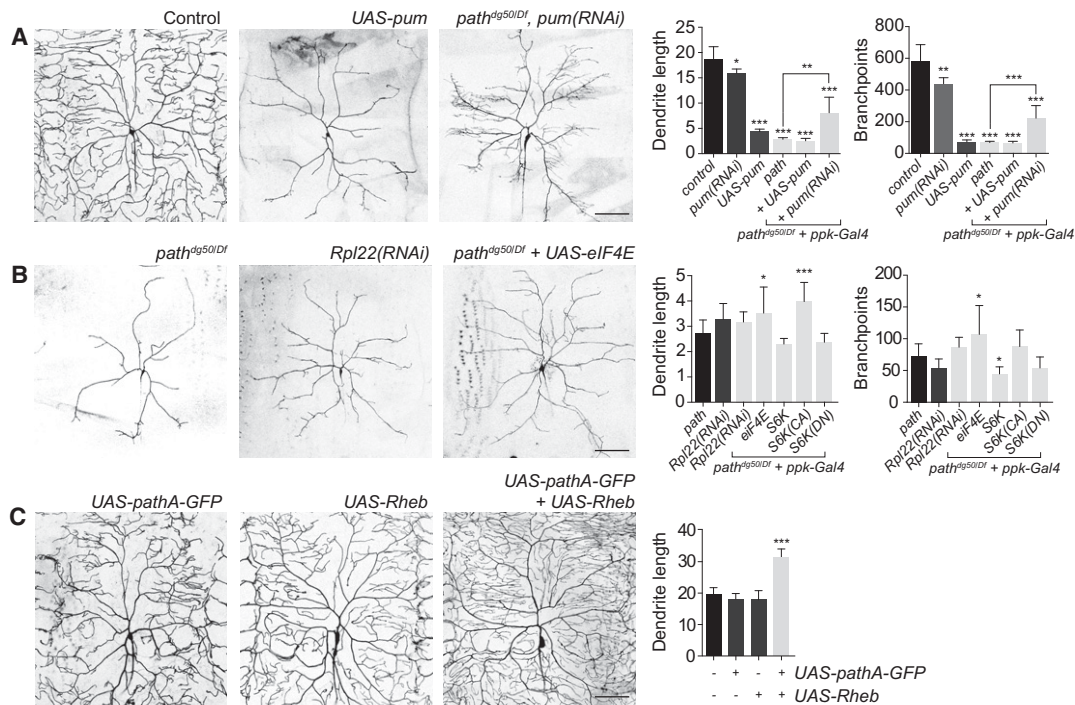 A
Control
UAS-pum
path^dg50/Df, pum(RNAi)
Dendrite length
25
20
15
10
5
0
*
***
***
***
***
**
control
pum(RNAi)
UAS-pum
path
+ UAS-pum
+ pum(RNAi)
path^dg50/Df + ppk-Gal4
Branchpoints
800
600
400
200
0
**
***
***
***
***
***
control
pum(RNAi)
UAS-pum
path
+ UAS-pum
+ pum(RNAi)
path^dg50/Df + ppk-Gal4
B
path^dg50/Df
Rpl22(RNAi)
path^dg50/Df + UAS-eIF4E
Dendrite length
5
4
3
2
1
0
*
***
path
Rpl22(RNAi)
Rpl22(RNAi)
eIF4E
S6K
S6K(CA)
S6K(DN)
path^dg50/Df + ppk-Gal4
Branchpoints
200
150
100
50
0
*
*
path
Rpl22(RNAi)
Rpl22(RNAi)
eIF4E
S6K
S6K(CA)
S6K(DN)
path^dg50/Df + ppk-Gal4
C
UAS-pathA-GFP
UAS-Rheb
UAS-pathA-GFP
+ UAS-Rheb
Dendrite length
40
30
20
10
0
***
- + - + UAS-pathA-GFP
- - + + UAS-Rheb